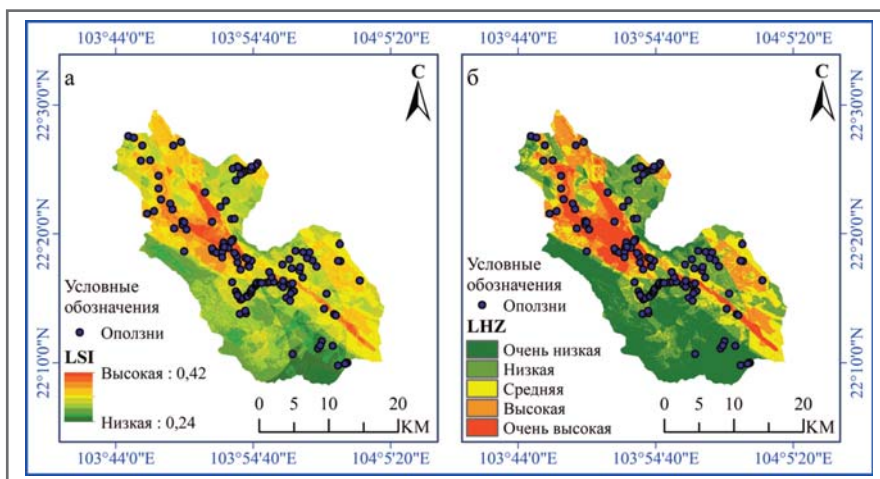 103°44'0"E 103°54'40"E 104°5'20"E
а
С
22°30'0"N
22°20'0"N
22°10'0"N
Условные
обозначения
Оползни
LSI
Высокая : 0,42
Низкая : 0,24
0 5 10 20
KM
103°44'0"E 103°54'40"E 104°5'20"E
103°44'0"E 103°54'40"E 104°5'20"E
б
С
22°30'0"N
22°20'0"N
22°10'0"N
Условные
обозначения
Оползни
LHZ
Очень низкая
Низкая
Средняя
Высокая
Очень высокая
0 5 10 20
KM
103°44'0"E 103°54'40"E 104°5'20"E